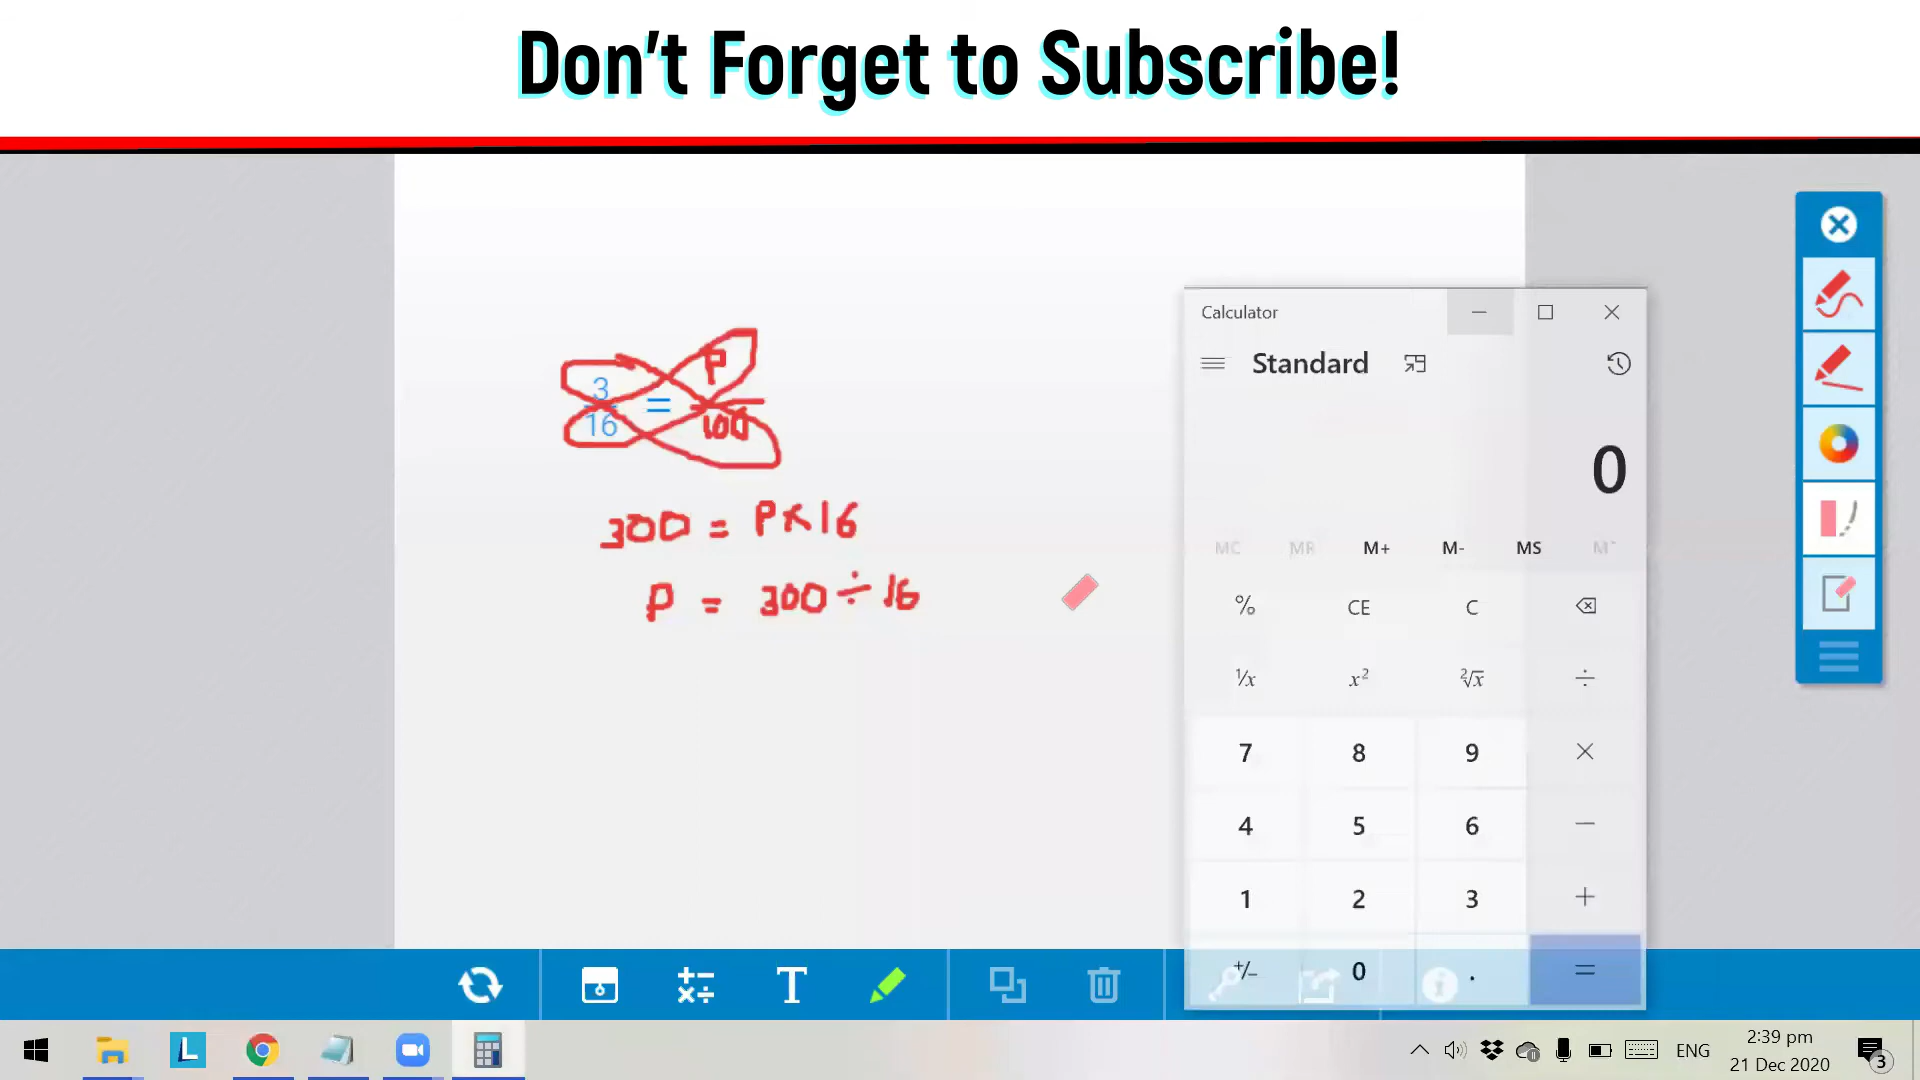 Don't Forget to Subscribe!
3
16
=
P
100
300 = P×16
P = 300÷16
Calculator
Standard
0
MC MR M+ M- MS M˅
% CE C
1/x x² ²√x ÷
7 8 9 ×
4 5 6 −
1 2 3 +
+/− 0 . =
T
L
ENG
2:39 pm
21 Dec 2020
3